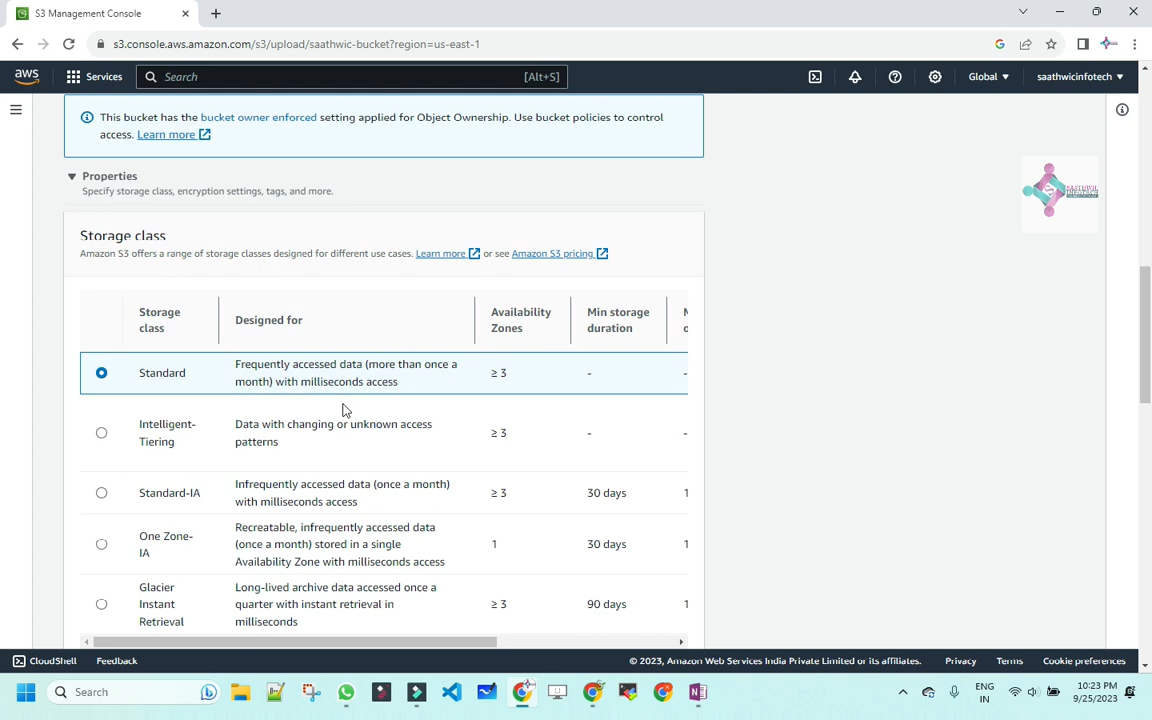 S3 Management Console
s3.console.aws.amazon.com/s3/upload/saathwic-bucket?region=us-east-1
aws
Services
Search
[Alt+S]
Global
saathwicinfotech
This bucket has the bucket owner enforced setting applied for Object Ownership. Use bucket policies to control
access. Learn more
Properties
Specify storage class, encryption settings, tags, and more.
SAATHWIC
INFOTECH
Storage class
Amazon S3 offers a range of storage classes designed for different use cases. Learn more or see Amazon S3 pricing
Storage
class
Designed for
Availability
Zones
Min storage
duration
Standard
Frequently accessed data (more than once a
month) with milliseconds access
≥ 3
-
-
Intelligent-
Tiering
Data with changing or unknown access
patterns
≥ 3
-
-
Standard-IA
Infrequently accessed data (once a month)
with milliseconds access
≥ 3
30 days
1
One Zone-
IA
Recreatable, infrequently accessed data
(once a month) stored in a single
Availability Zone with milliseconds access
1
30 days
1
Glacier
Instant
Retrieval
Long-lived archive data accessed once a
quarter with instant retrieval in
milliseconds
≥ 3
90 days
1
CloudShell
Feedback
© 2023, Amazon Web Services India Private Limited or its affiliates.
Privacy
Terms
Cookie preferences
Search
ENG
IN
10:23 PM
9/25/2023